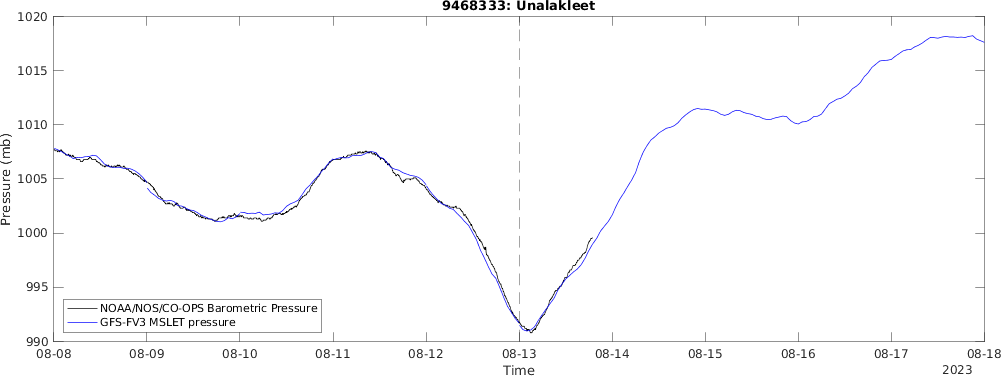 9468333: Unalakleet
1020
1015
1010
1005
1000
995
990
Pressure (mb)
NOAA/NOS/CO-OPS Barometric Pressure
GFS-FV3 MSLET pressure
08-08 08-09 08-10 08-11 08-12 08-13 08-14 08-15 08-16 08-17 08-18
Time
2023